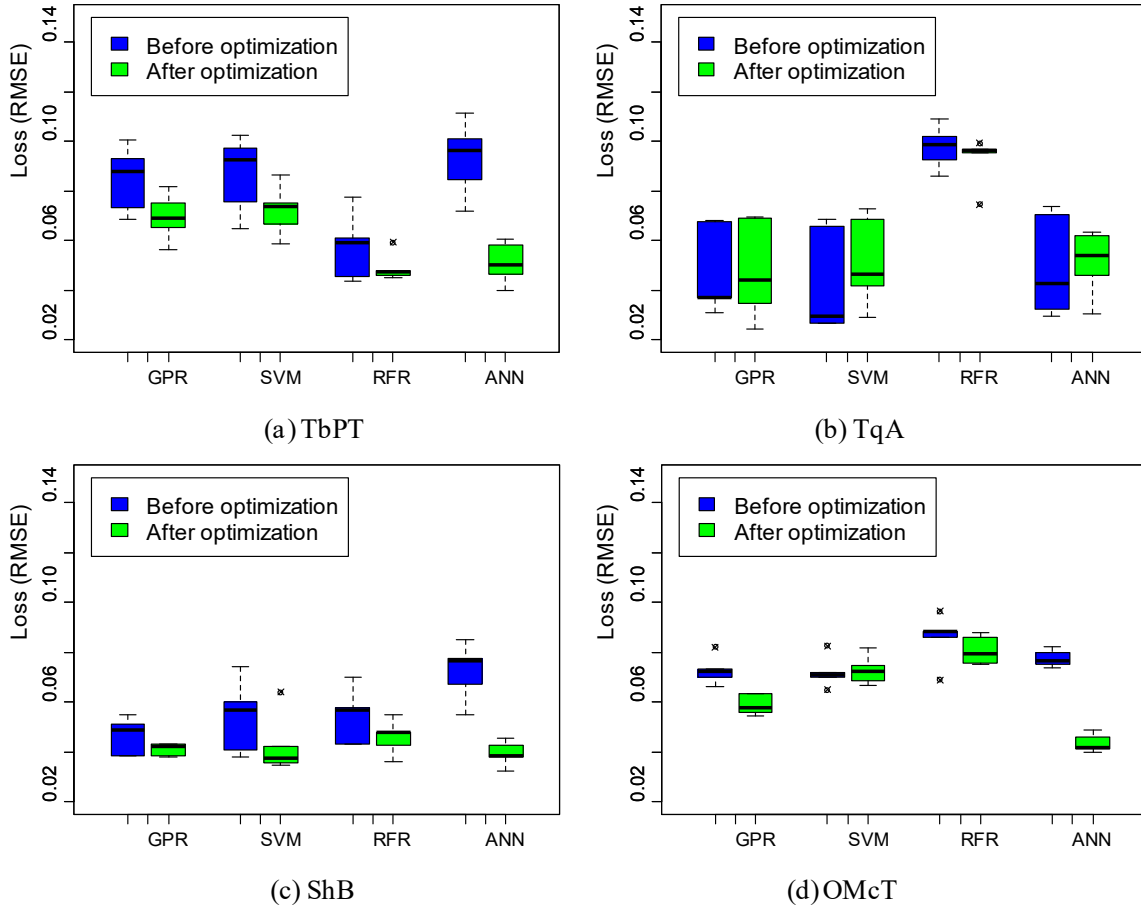 Loss (RMSE)
0.02 0.06 0.10 0.14
Before optimization
After optimization
GPR SVM RFR ANN
(a) TbPT
Loss (RMSE)
0.02 0.06 0.10 0.14
Before optimization
After optimization
GPR SVM RFR ANN
(b) TqA
Loss (RMSE)
0.02 0.06 0.10 0.14
Before optimization
After optimization
GPR SVM RFR ANN
(c) ShB
Loss (RMSE)
0.02 0.06 0.10 0.14
Before optimization
After optimization
GPR SVM RFR ANN
(d) OMcT